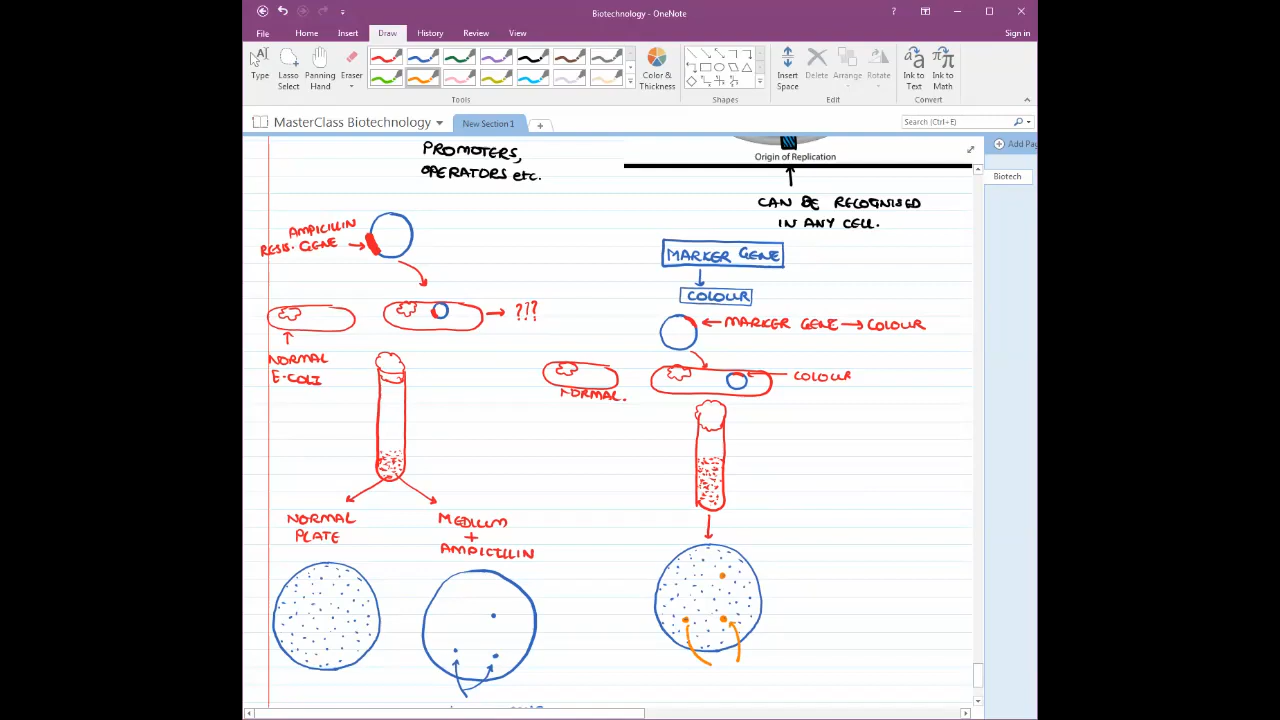 Biotechnology - OneNote
?
File
Home
Insert
Draw
History
Review
View
Sign in
Type
Lasso
Select
Panning
Hand
Eraser
Color &
Thickness
Insert
Space
Delete
Arrange
Rotate
Ink to
Text
Ink to
Math
Tools
Shapes
Edit
Convert
MasterClass Biotechnology
New Section 1
Search (Ctrl+E)
Add Pag
Biotech
PROMOTERS,
OPERATORS etc.
Origin of Replication
CAN BE RECOGNISED
IN ANY CELL.
AMPICILLIN
RESIS. GENE
???
NORMAL
E-COLI
NORMAL
PLATE
MEDIUM
+
AMPICILLIN
MARKER GENE
COLOUR
MARKER GENE
COLOUR
NORMAL.
COLOUR